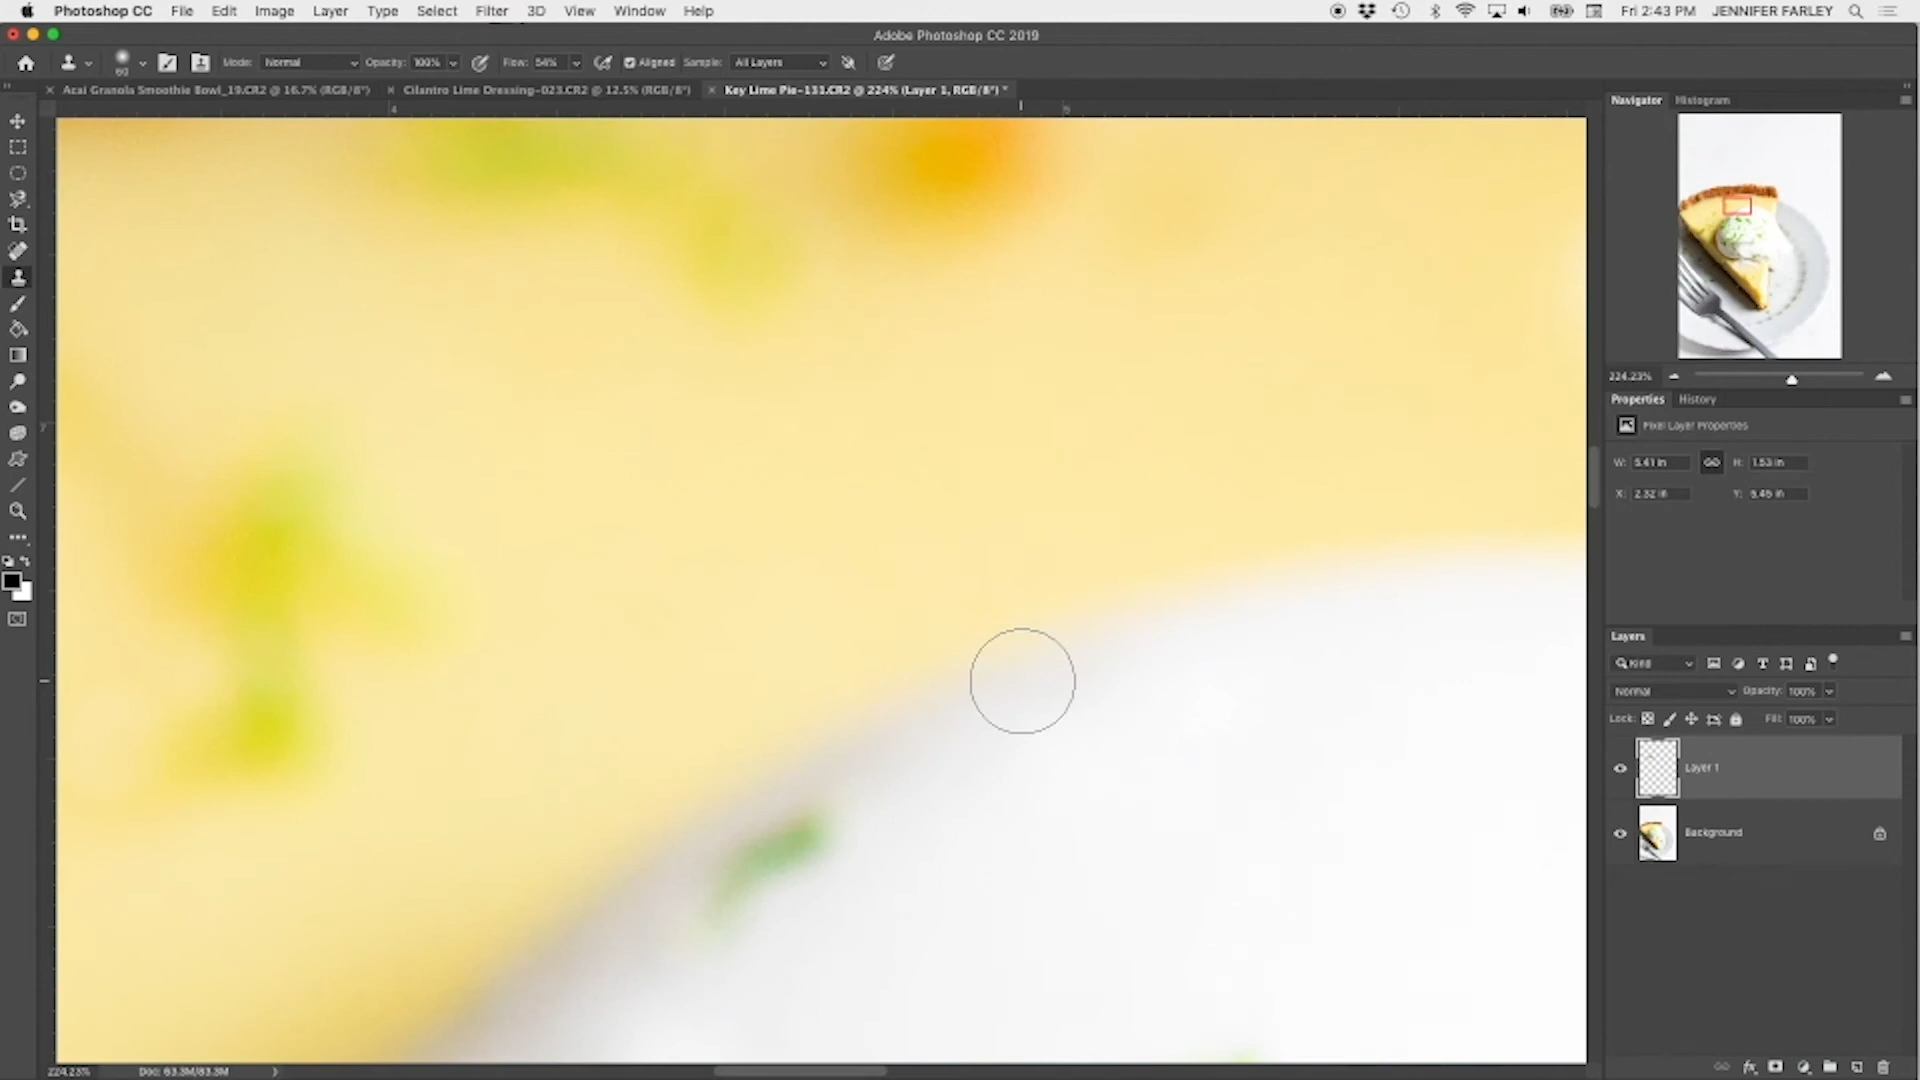 Photoshop CC File Edit Image Layer Type Select Filter 3D View Window Help Fri 2:43 PM JENNIFER FARLEY
Adobe Photoshop CC 2019
60 Mode: Normal Opacity: 100% Flow: 54% Aligned Sample: All Layers
Acai Granola Smoothie Bowl_19.CR2 @ 16.7% (RGB/8*) Cilantro Lime Dressing-023.CR2 @ 12.5% (RGB/8*) Key Lime Pie-131.CR2 @ 224% (Layer 1, RGB/8*) *
4 5
7
Navigator Histogram
224.23%
Properties History
Pixel Layer Properties
W: 5.41 in H: 1.53 in
X: 2.32 in Y: 5.45 in
Layers
Kind
Normal Opacity: 100%
Lock: Fill: 100%
Layer 1
Background
224.23% Doc: 63.3M/83.3M